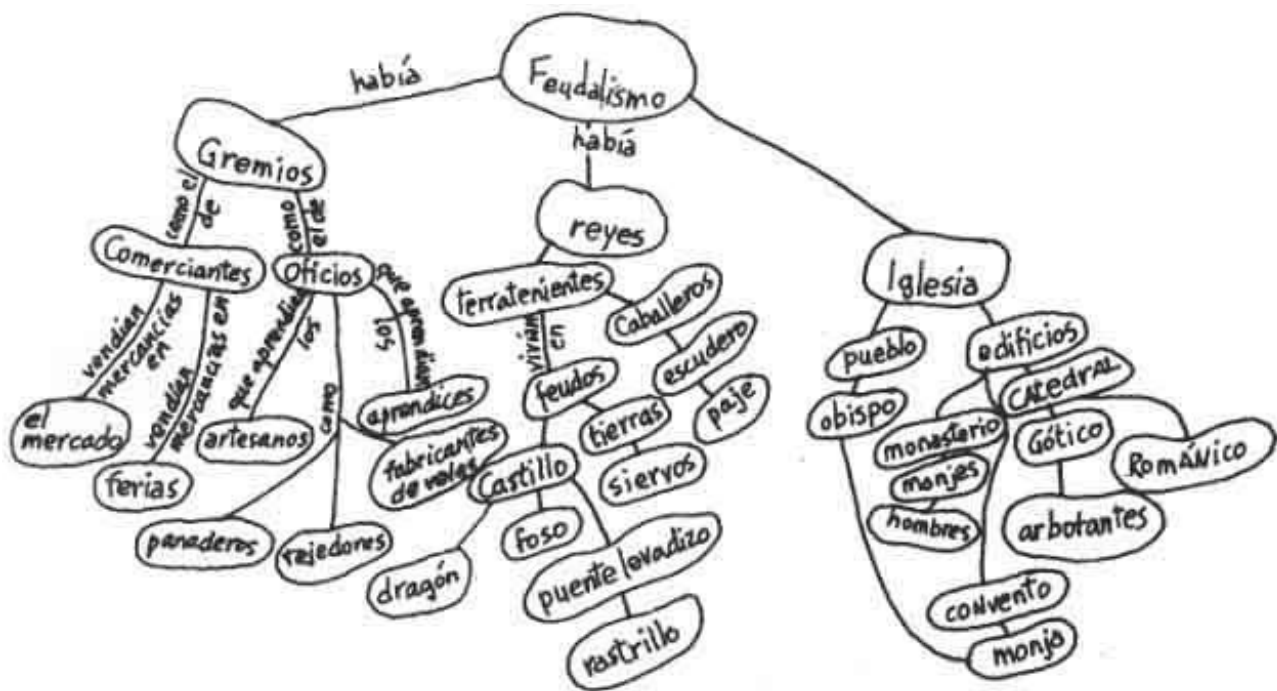 Feudalismo
había
había
Gremios
como el
de
como
el de
reyes
Comerciantes
oficios
que aprendían
los
terratenientes
Caballeros
Iglesia
vendían
mercancías
en
vendían
mercancías en
que aprendían
los
como
vivían
en
escudero
paje
pueblo
edificios
feudos
tierras
siervos
CATEDRAL
obispo
monasterio
Gótico
ROMÁNICO
el
mercado
ferias
artesanos
aprendices
fabricantes
de velas
Castillo
monjes
hombres
arbotantes
panaderos
tejedores
foso
dragón
puente levadizo
rastrillo
convento
monja